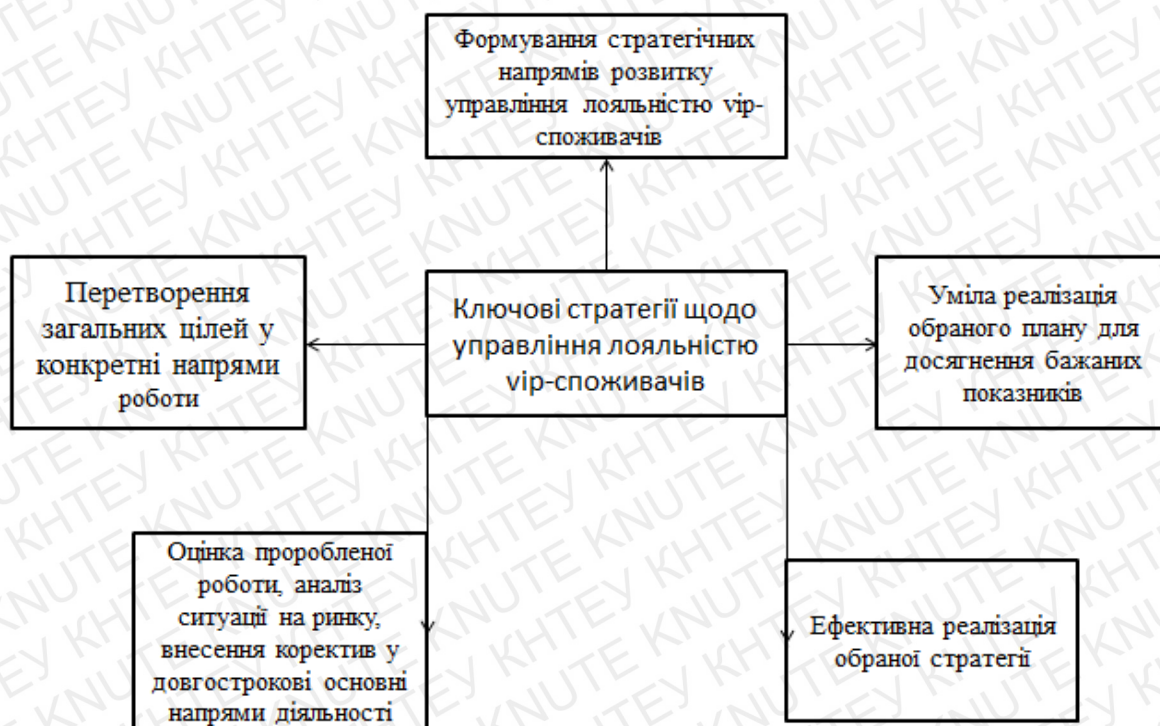 Формування стратегічних
напрямів розвитку
управління лояльністю vip-
споживачів
Перетворення
загальних цілей у
конкретні напрями
роботи
Ключові стратегії щодо
управління лояльністю
vip-споживачів
Уміла реалізація
обраного плану для
досягнення бажаних
показників
Оцінка проробленої
роботи, аналіз
ситуації на ринку,
внесення коректив у
довгострокові основні
напрями діяльності
Ефективна реалізація
обраної стратегії